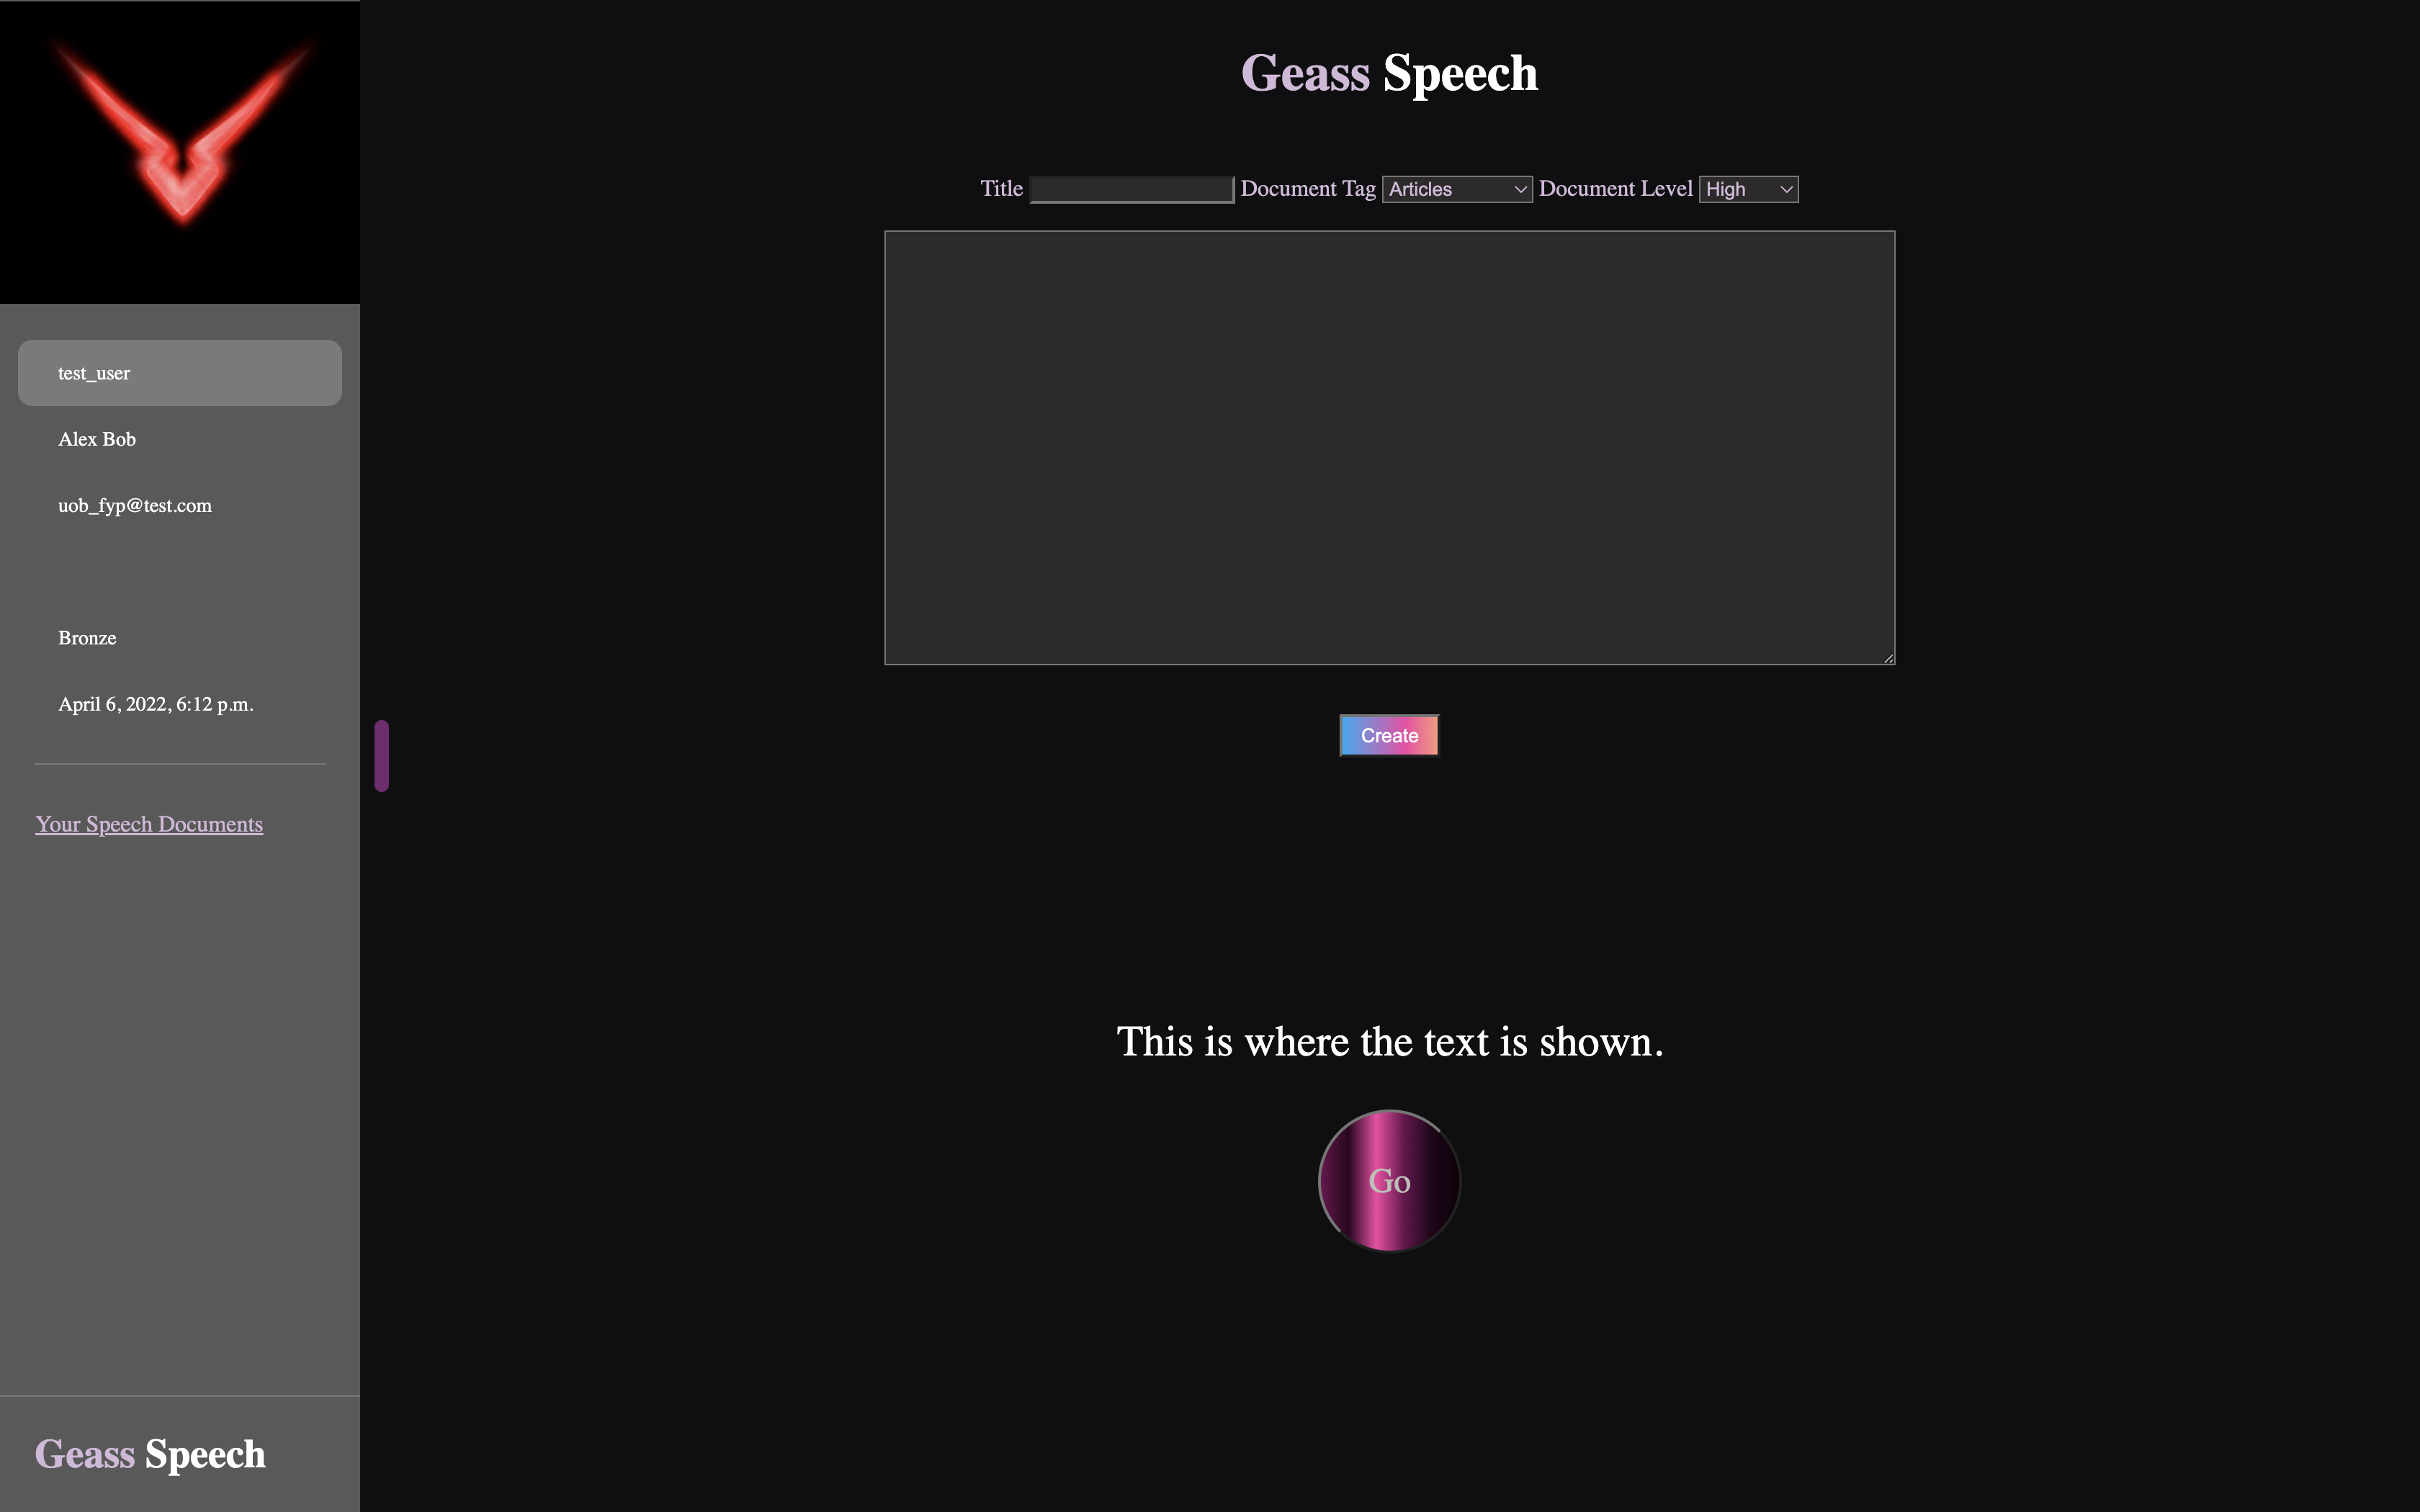 test_user
Alex Bob
uob_fyp@test.com
Bronze
April 6, 2022, 6:12 p.m.
Your Speech Documents
Geass Speech
Geass Speech
Title Document Tag Articles Document Level High
Create
This is where the text is shown.
Go